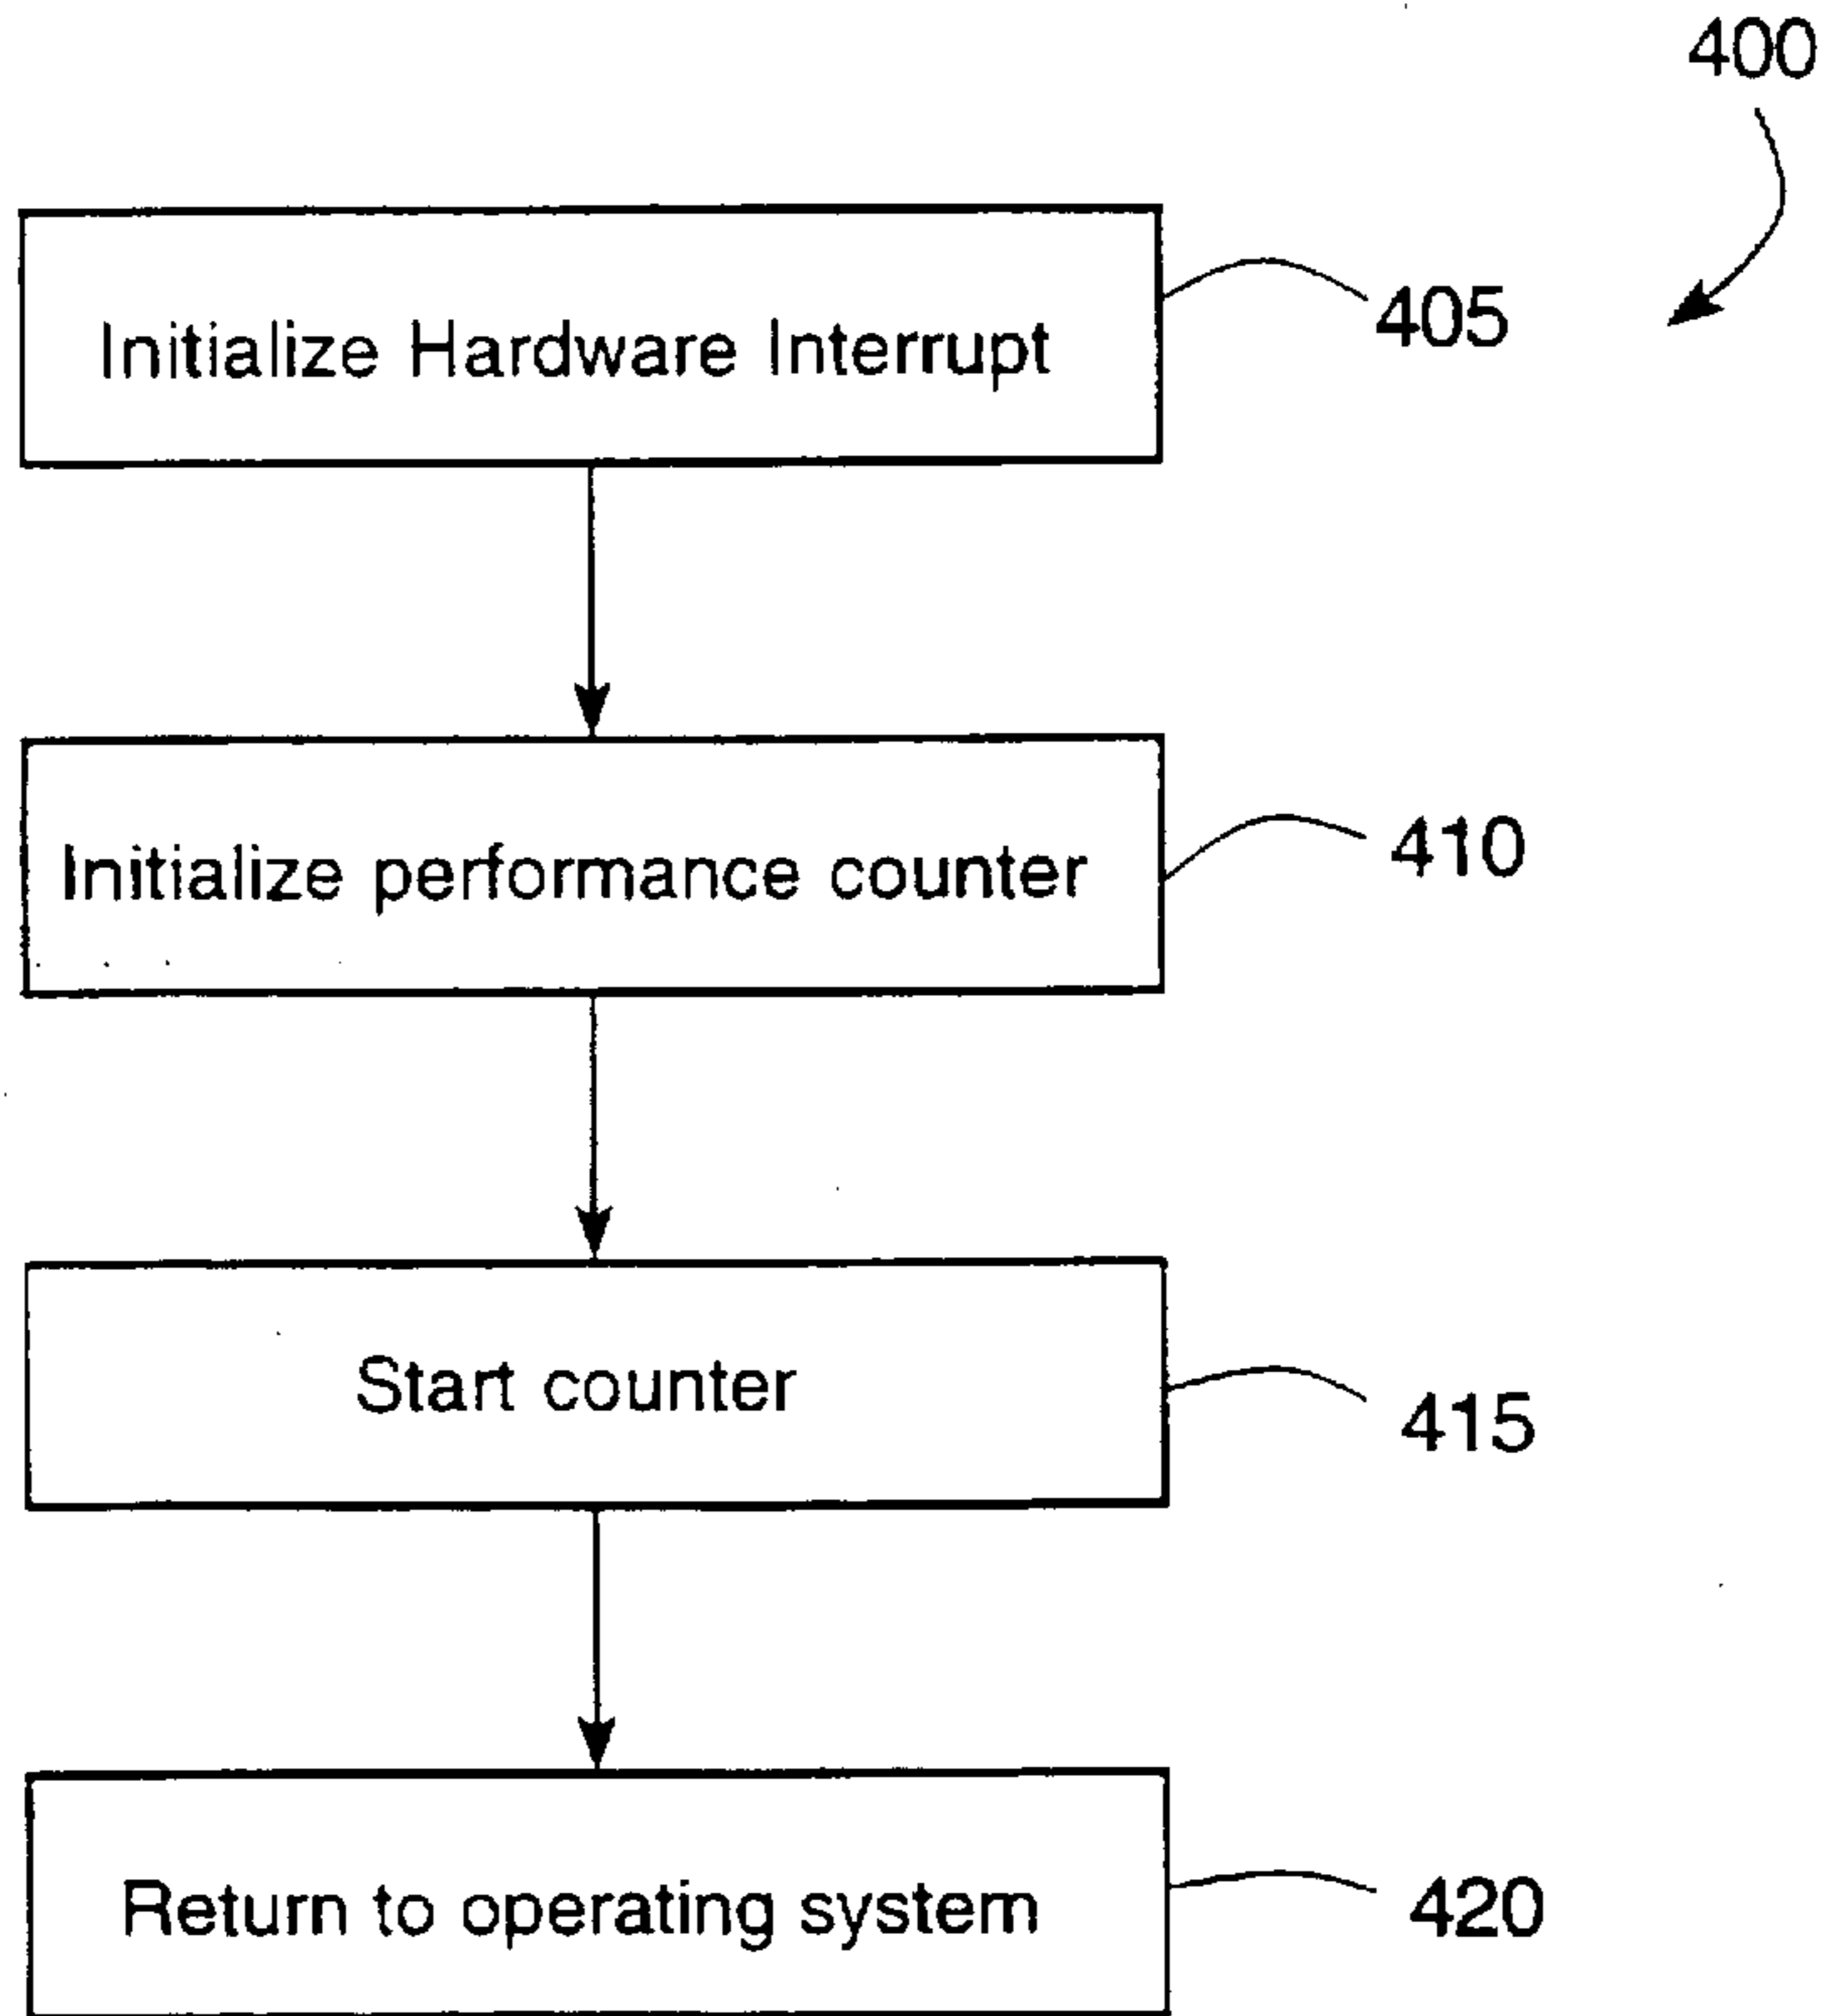 400
Initialize Hardware Interrupt
405
Initialize performance counter
410
Start counter
415
Return to operating system
420